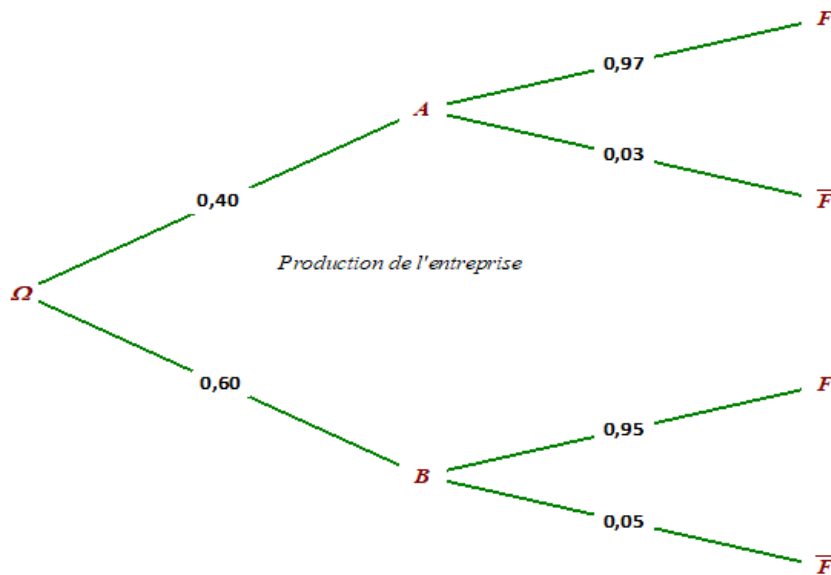 F
0,97
A
0,03
F̅
0,40
Production de l'entreprise
Ω
0,60
F
0,95
B
0,05
F̅